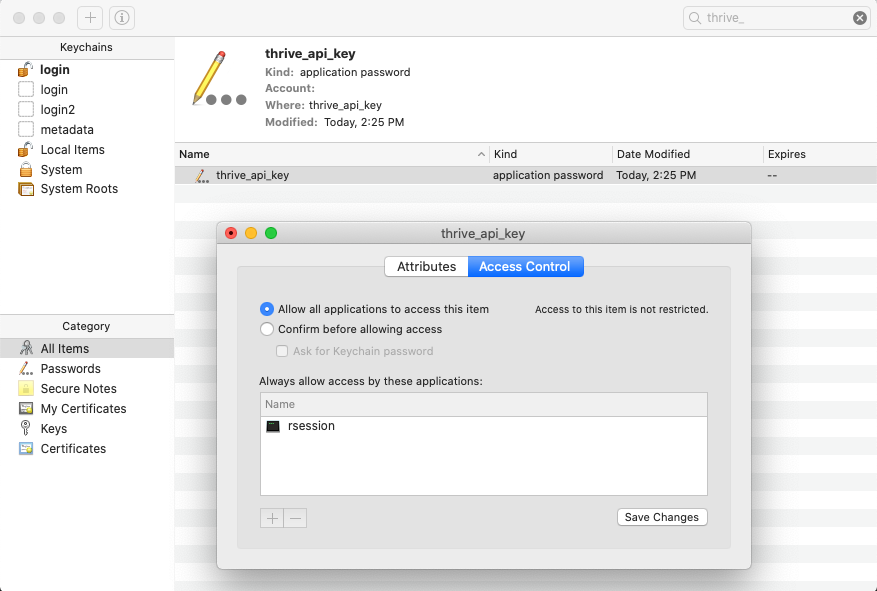 thrive_
Keychains
login
login
login2
metadata
Local Items
System
System Roots
thrive_api_key
Kind: application password
Account:
Where: thrive_api_key
Modified: Today, 2:25 PM
Name Kind Date Modified Expires
thrive_api_key application password Today, 2:25 PM --
Category
All Items
Passwords
Secure Notes
My Certificates
Keys
Certificates
thrive_api_key
Attributes Access Control
Allow all applications to access this item Access to this item is not restricted.
Confirm before allowing access
Ask for Keychain password
Always allow access by these applications:
Name
rsession
Save Changes